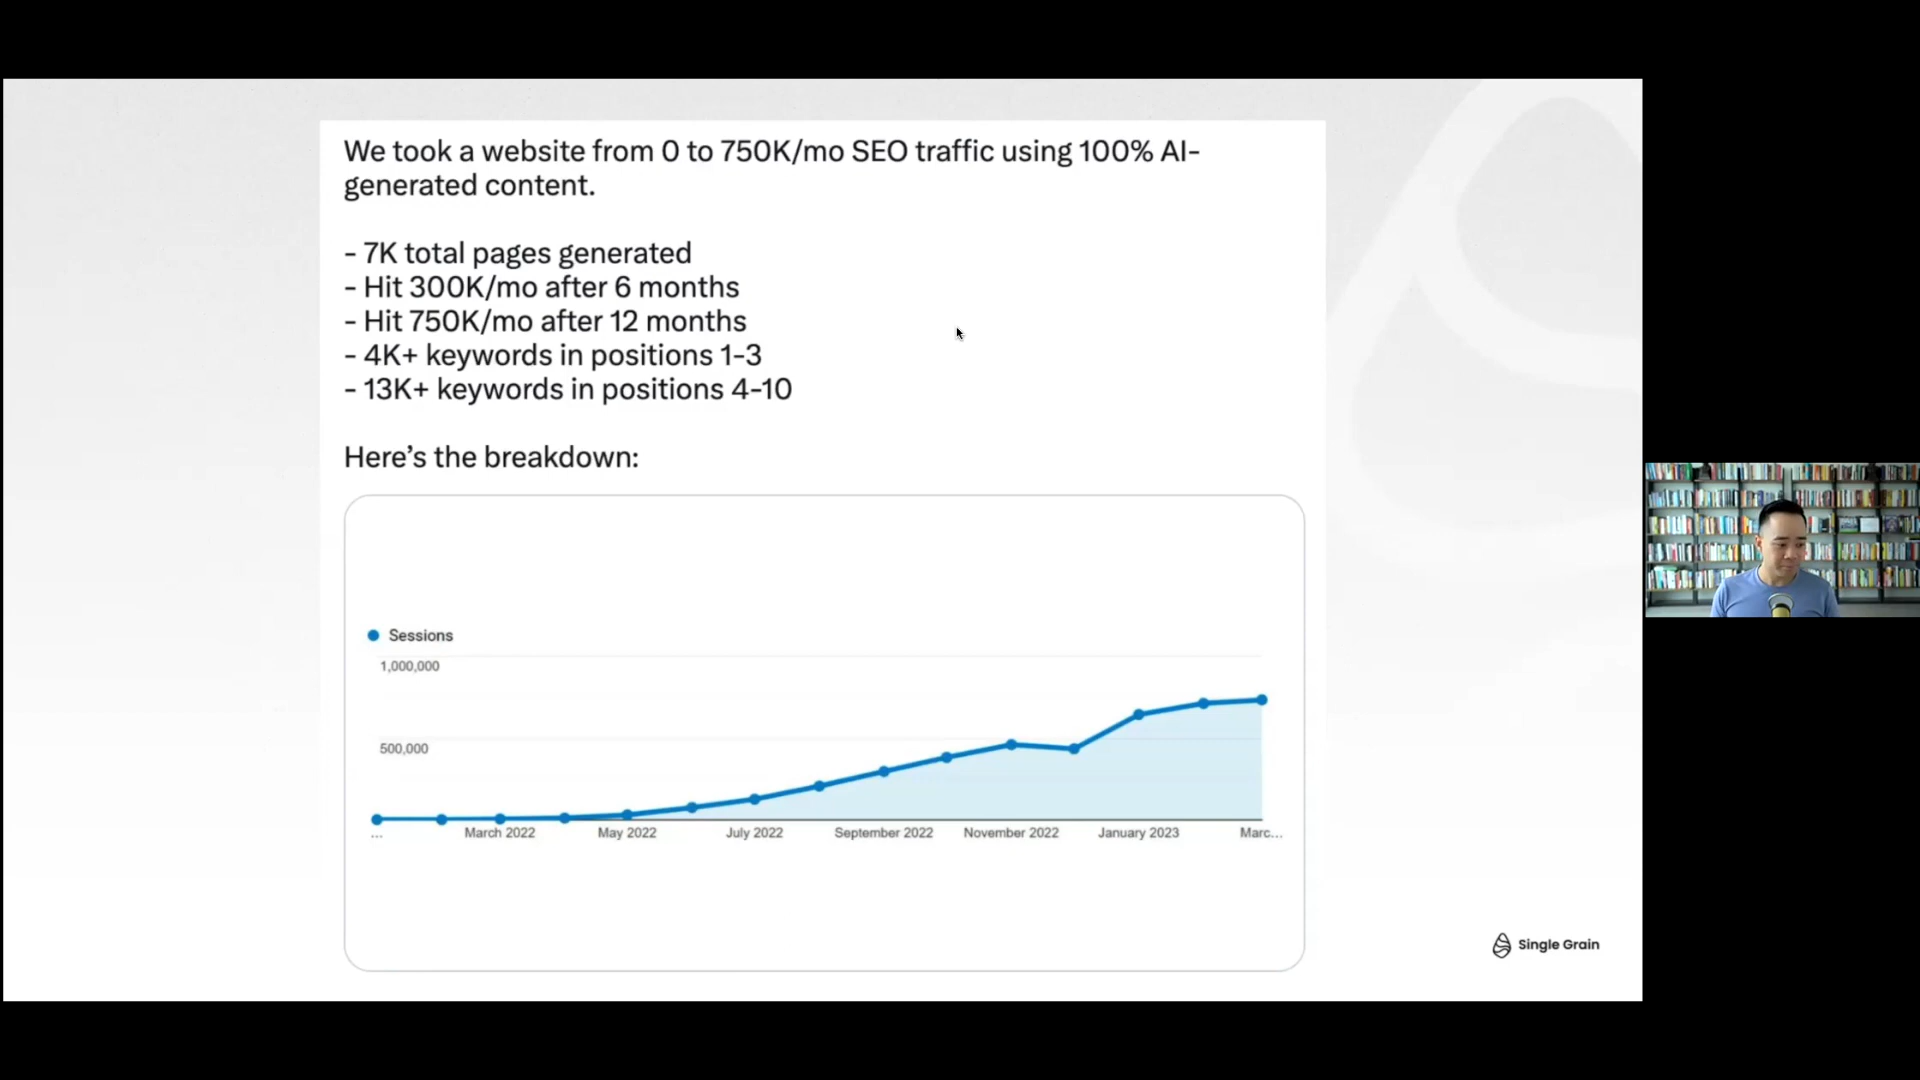 We took a website from 0 to 750K/mo SEO traffic using 100% AI-
generated content.
- 7K total pages generated
- Hit 300K/mo after 6 months
- Hit 750K/mo after 12 months
- 4K+ keywords in positions 1-3
- 13K+ keywords in positions 4-10
Here’s the breakdown:
Sessions
1,000,000
500,000
... March 2022 May 2022 July 2022 September 2022 November 2022 January 2023 Marc...
Single Grain